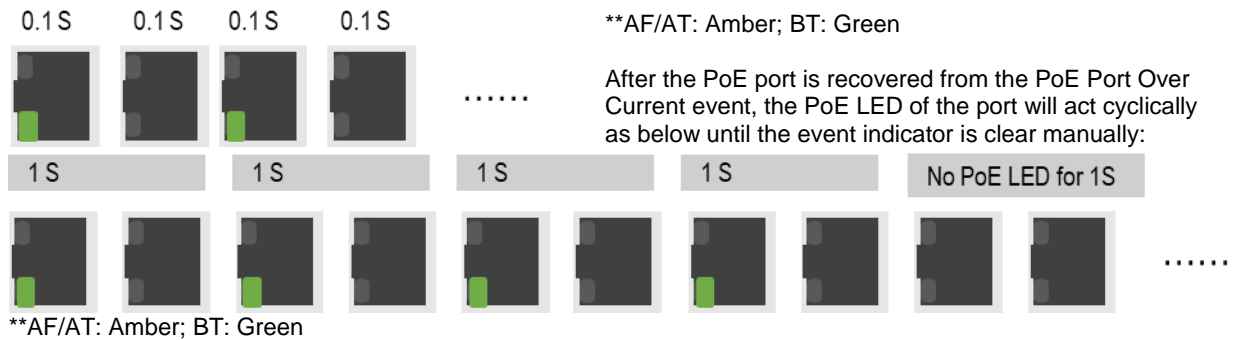 0.1 S 0.1 S 0.1 S 0.1 S
......
**AF/AT: Amber; BT: Green
After the PoE port is recovered from the PoE Port Over
Current event, the PoE LED of the port will act cyclically
as below until the event indicator is clear manually:
1 S 1 S 1 S 1 S No PoE LED for 1S
......
**AF/AT: Amber; BT: Green